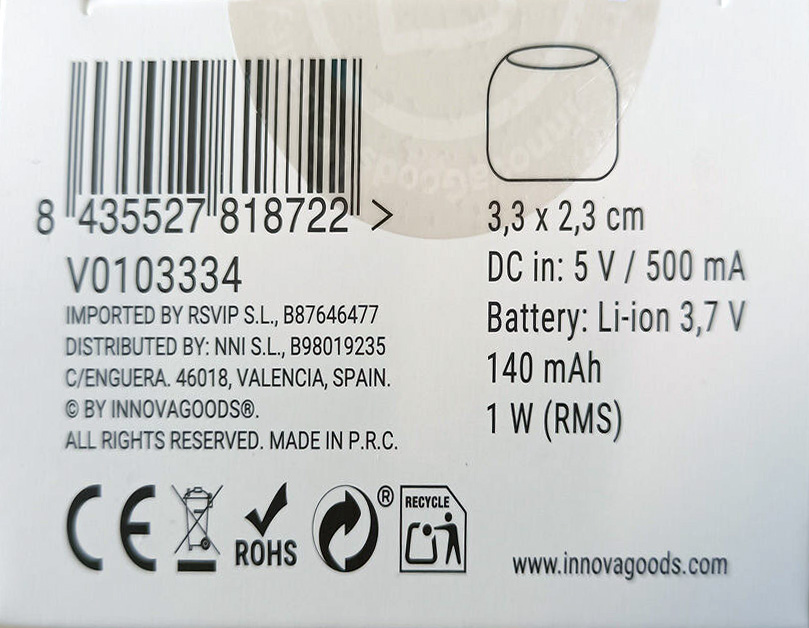 8 435527 818722 >
V0103334
IMPORTED BY RSVIP S.L., B87646477
DISTRIBUTED BY: NNI S.L., B98019235
C/ENGUERA. 46018, VALENCIA, SPAIN.
© BY INNOVAGOODS®.
ALL RIGHTS RESERVED. MADE IN P.R.C.
CE
ROHS
®
RECYCLE
3,3 x 2,3 cm
DC in: 5 V / 500 mA
Battery: Li-ion 3,7 V
140 mAh
1 W (RMS)
www.innovagoods.com
InnovaGoods